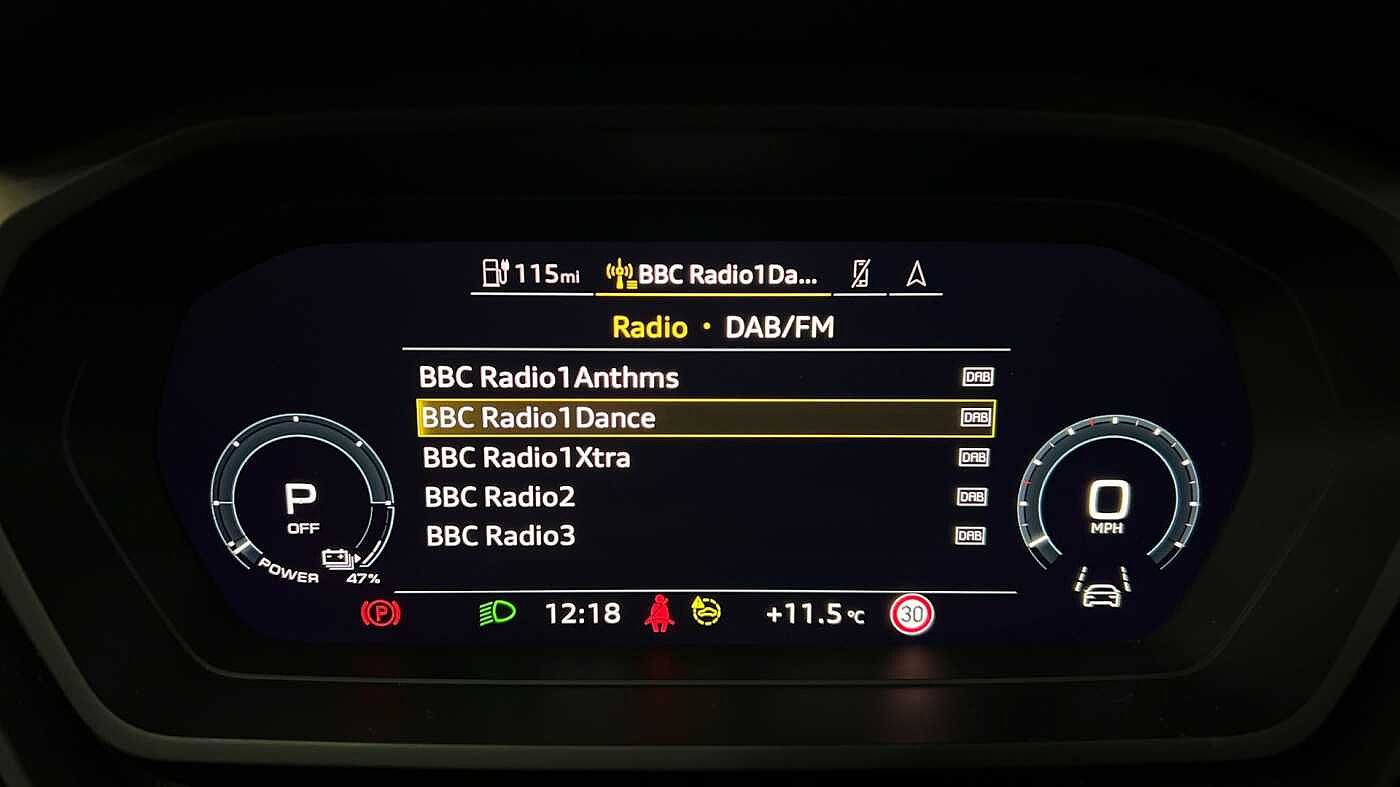 115mi BBC Radio1Da...
Radio • DAB/FM
BBC Radio1Anthms DAB
BBC Radio1Dance DAB
BBC Radio1Xtra DAB
BBC Radio2 DAB
BBC Radio3 DAB
P
OFF
POWER 47%
0
MPH
P 12:18 +11.5°C 30